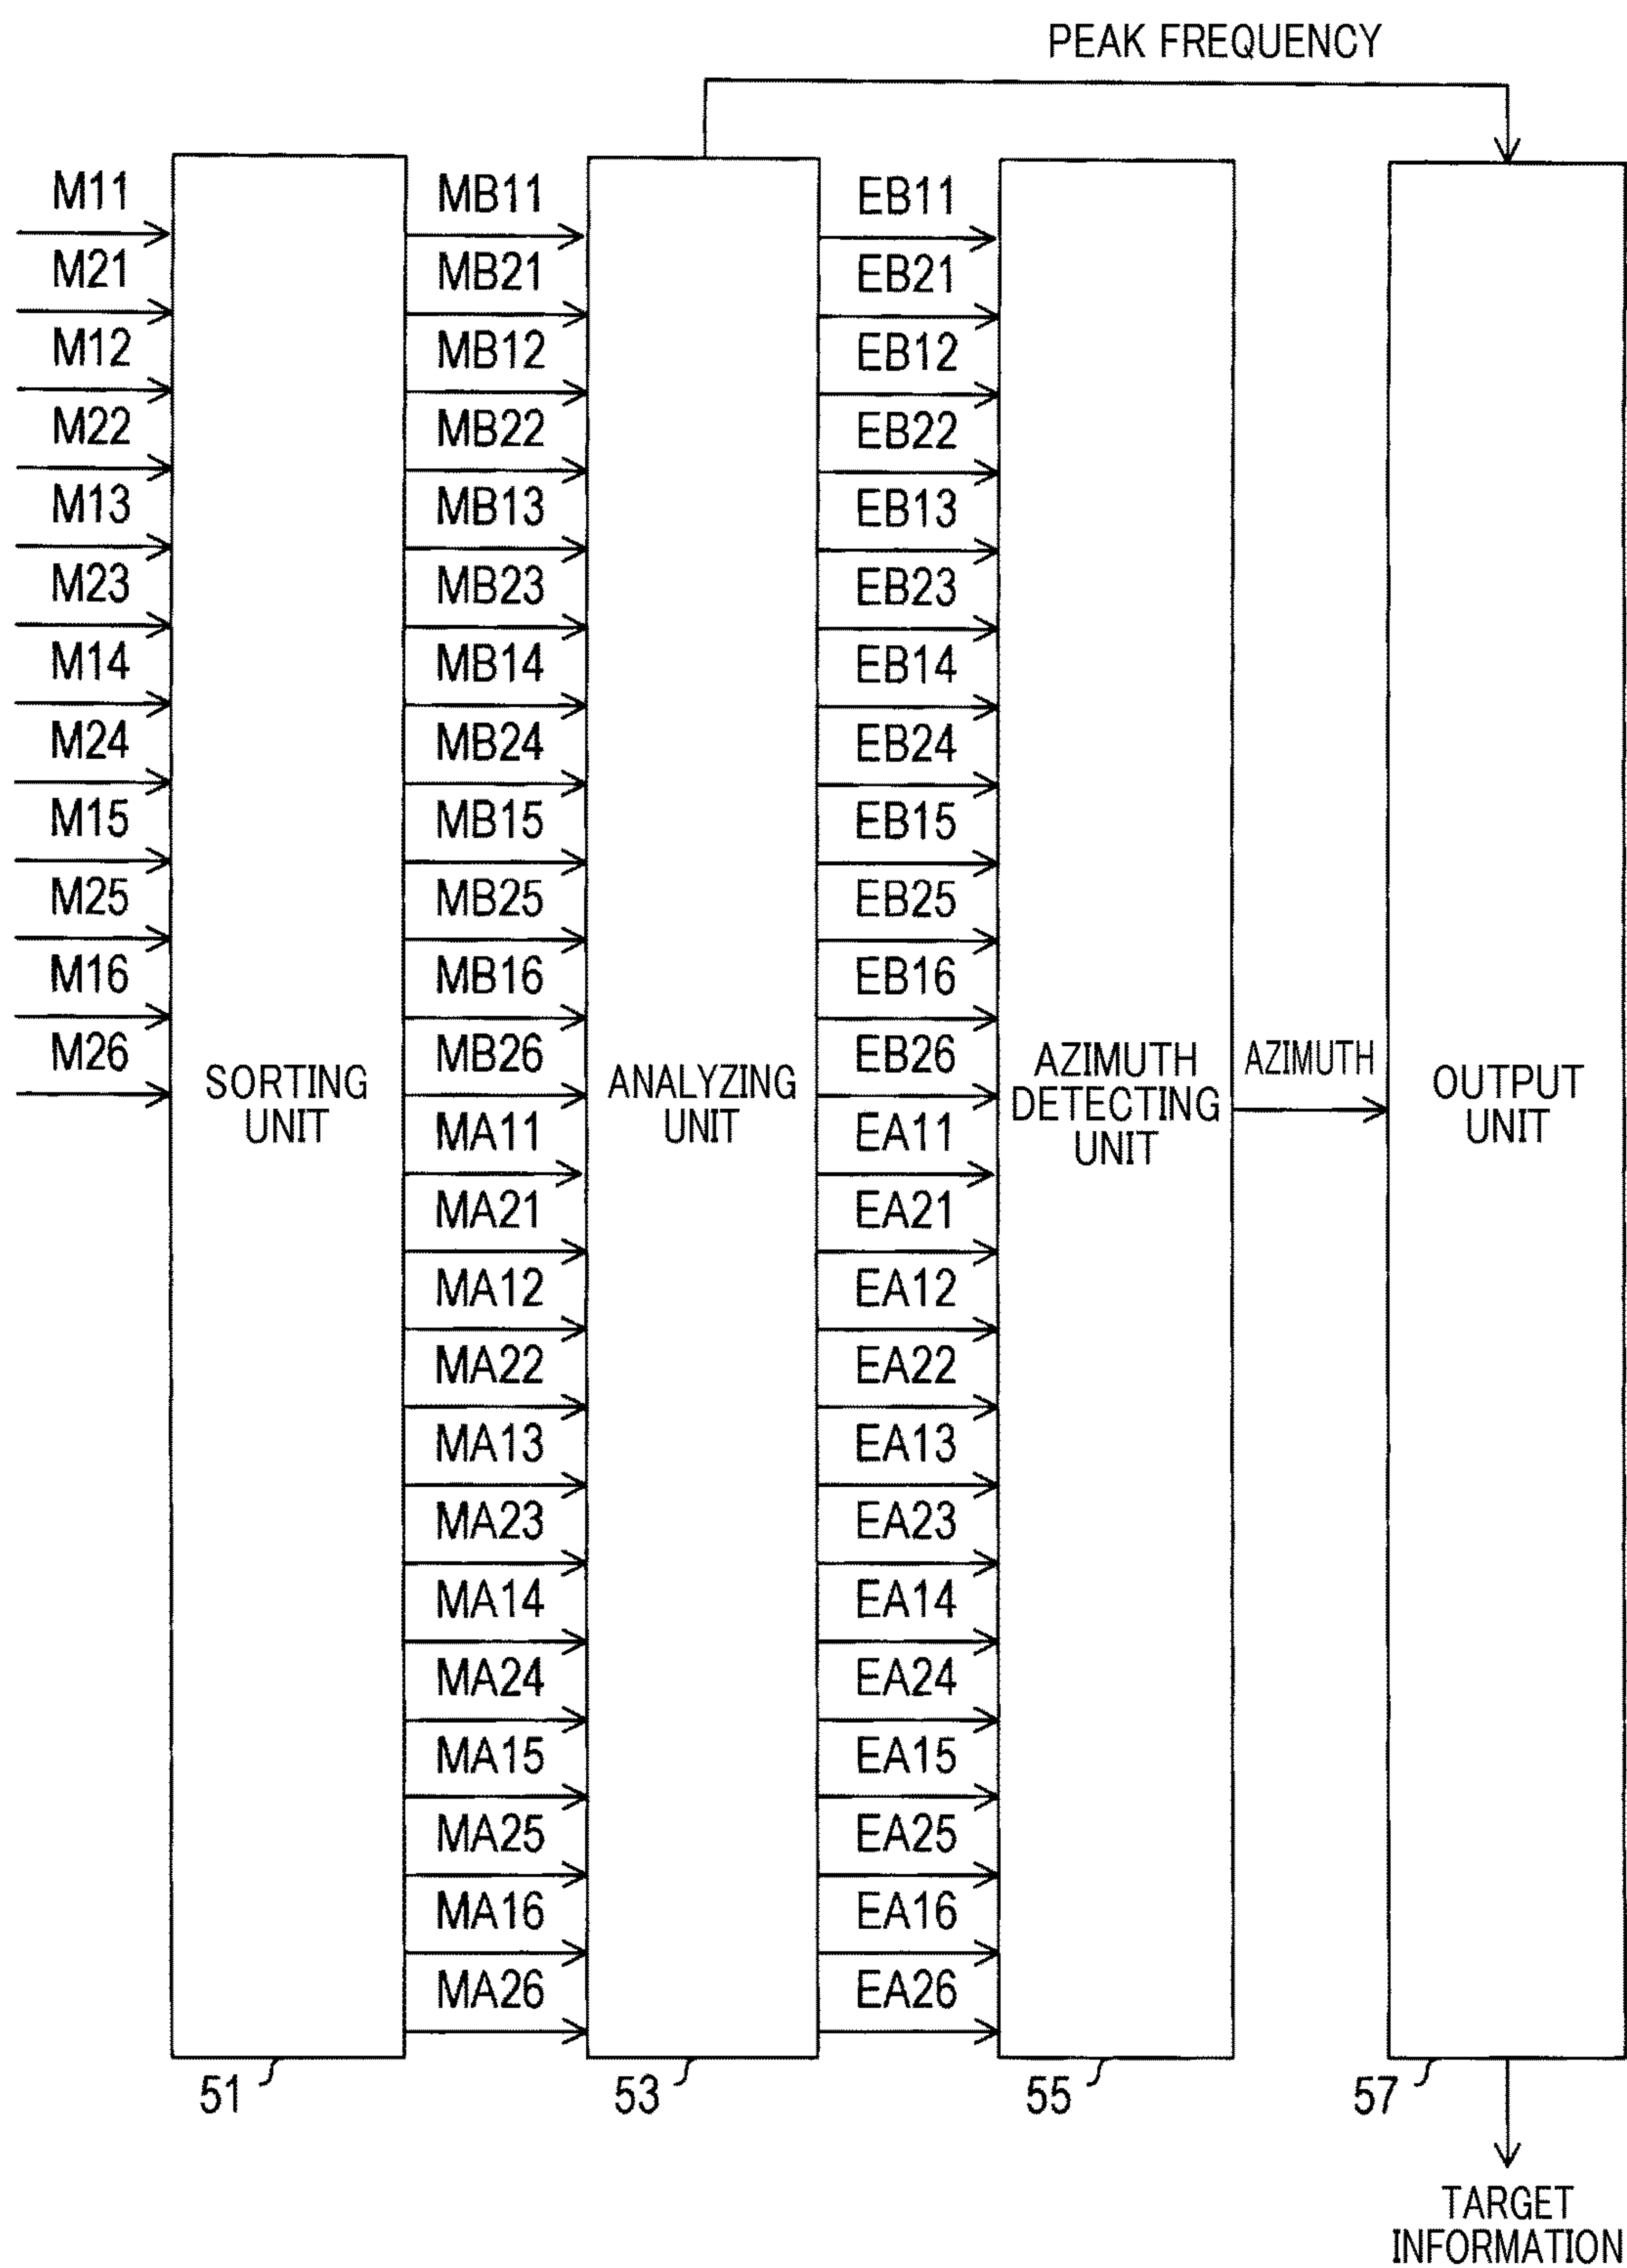 PEAK FREQUENCY
M11
M21
M12
M22
M13
M23
M14
M24
M15
M25
M16
M26
SORTING
UNIT
51
MB11
MB21
MB12
MB22
MB13
MB23
MB14
MB24
MB15
MB25
MB16
MB26
MA11
MA21
MA12
MA22
MA13
MA23
MA14
MA24
MA15
MA25
MA16
MA26
ANALYZING
UNIT
53
EB11
EB21
EB12
EB22
EB13
EB23
EB14
EB24
EB15
EB25
EB16
EB26
EA11
EA21
EA12
EA22
EA13
EA23
EA14
EA24
EA15
EA25
EA16
EA26
AZIMUTH
DETECTING
UNIT
55
AZIMUTH
OUTPUT
UNIT
57
TARGET
INFORMATION